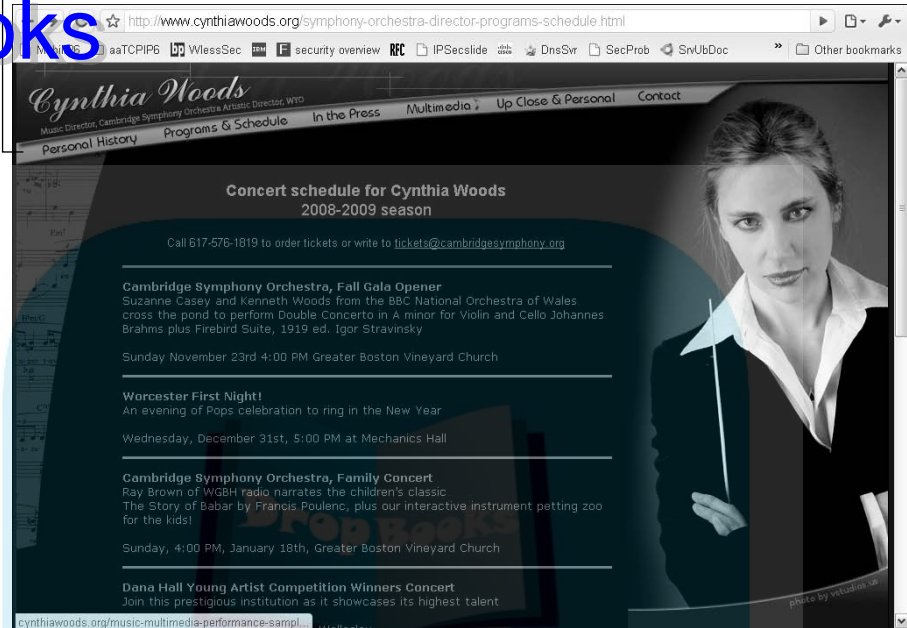 http://www.cynthiawoods.org/symphony-orchestra-director-programs-schedule.html
oks
aaTCPIP6 WlessSec IBM security overview RFC IPSecslide DnsSvr SecProb SrvUbDoc » Other bookmarks
Cynthia Woods
Music Director, Cambridge Symphony Orchestra Artistic Director, WYO
Personal History Programs & Schedule In the Press Multimedia Up Close & Personal Contact
Concert schedule for Cynthia Woods
2008-2009 season
Call 617-576-1819 to order tickets or write to tickets@cambridgesymphony.org
Cambridge Symphony Orchestra, Fall Gala Opener
Suzanne Casey and Kenneth Woods from the BBC National Orchestra of Wales
cross the pond to perform Double Concerto in A minor for Violin and Cello Johannes
Brahms plus Firebird Suite, 1919 ed. Igor Stravinsky
Sunday November 23rd 4:00 PM Greater Boston Vineyard Church
Worcester First Night!
An evening of Pops celebration to ring in the New Year
Wednesday, December 31st, 5:00 PM at Mechanics Hall
Cambridge Symphony Orchestra, Family Concert
Ray Brown of WGBH radio narrates the children's classic
The Story of Babar by Francis Poulenc, plus our interactive instrument petting zoo
for the kids!
DropBooks
Sunday, 4:00 PM, January 18th, Greater Boston Vineyard Church
Dana Hall Young Artist Competition Winners Concert
Join this prestigious institution as it showcases its highest talent
photo by vstudios.us
cynthiawoods.org/music-multimedia-performance-sampl...